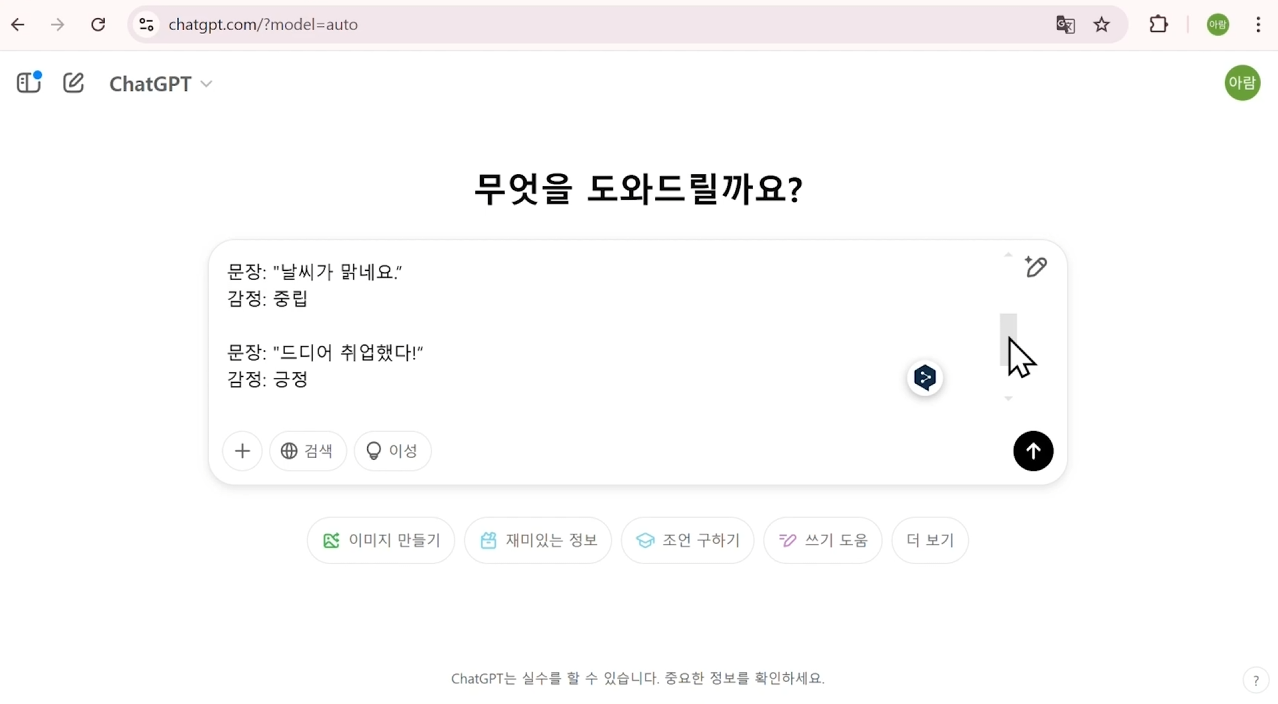 chatgpt.com/?model=auto
아람
ChatGPT
아람
무엇을 도와드릴까요?
문장: "날씨가 맑네요.”
감정: 중립
문장: "드디어 취업했다!“
감정: 긍정
검색
이성
이미지 만들기
재미있는 정보
조언 구하기
쓰기 도움
더 보기
ChatGPT는 실수를 할 수 있습니다. 중요한 정보를 확인하세요.
?